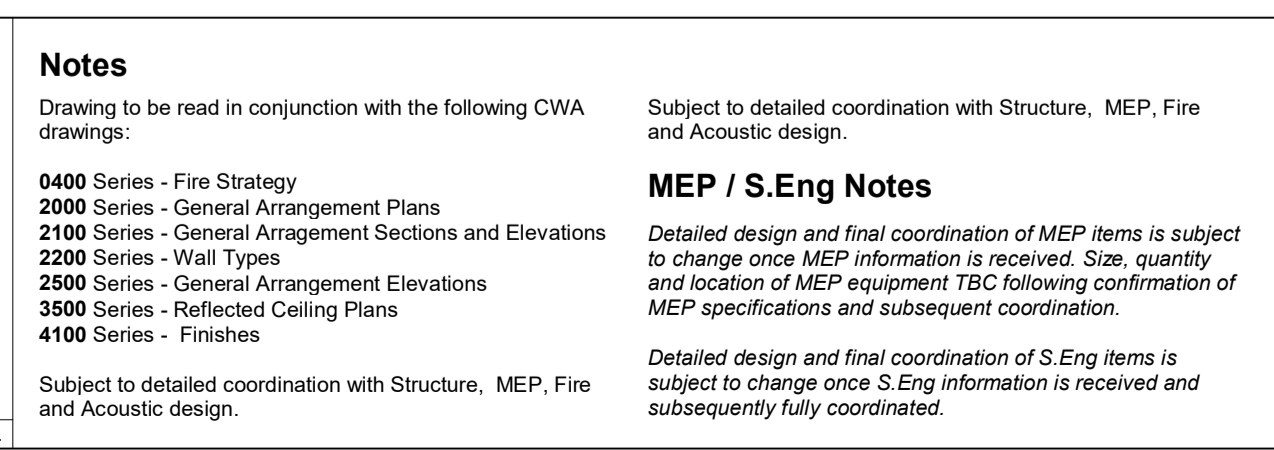 Notes
Drawing to be read in conjunction with the following CWA
drawings:
0400 Series - Fire Strategy
2000 Series - General Arrangement Plans
2100 Series - General Arragement Sections and Elevations
2200 Series - Wall Types
2500 Series - General Arrangement Elevations
3500 Series - Reflected Ceiling Plans
4100 Series -  Finishes
Subject to detailed coordination with Structure,  MEP, Fire
and Acoustic design.
Subject to detailed coordination with Structure,  MEP, Fire
and Acoustic design.
MEP / S.Eng Notes
Detailed design and final coordination of MEP items is subject
to change once MEP information is received. Size, quantity
and location of MEP equipment TBC following confirmation of
MEP specifications and subsequent coordination.
Detailed design and final coordination of S.Eng items is
subject to change once S.Eng information is received and
subsequently fully coordinated.